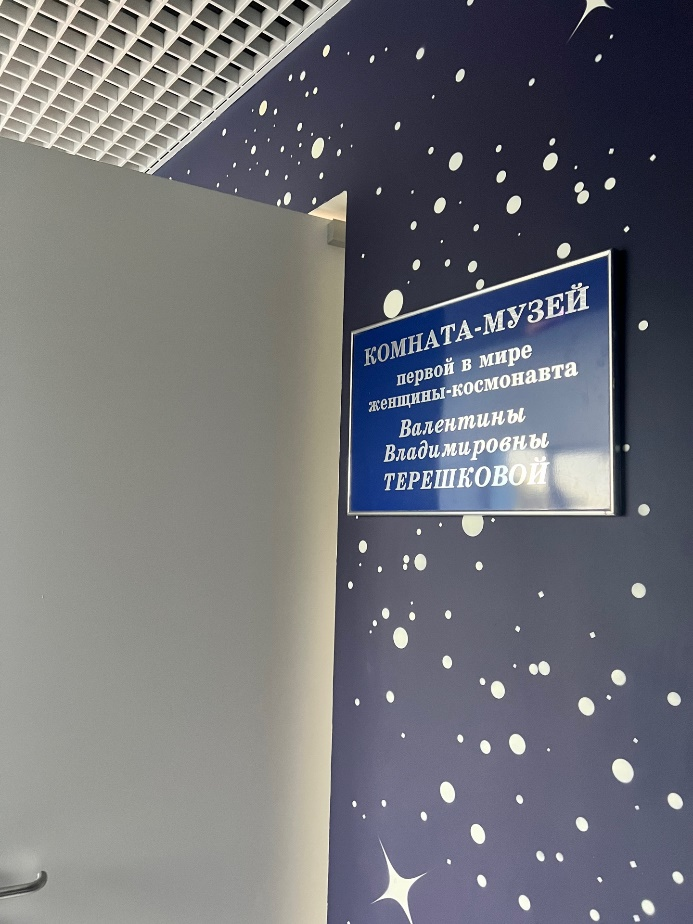 КОМНАТА-МУЗЕЙ
первой в мире
женщины-космонавта
Валентины
Владимировны
ТЕРЕШКОВОЙ